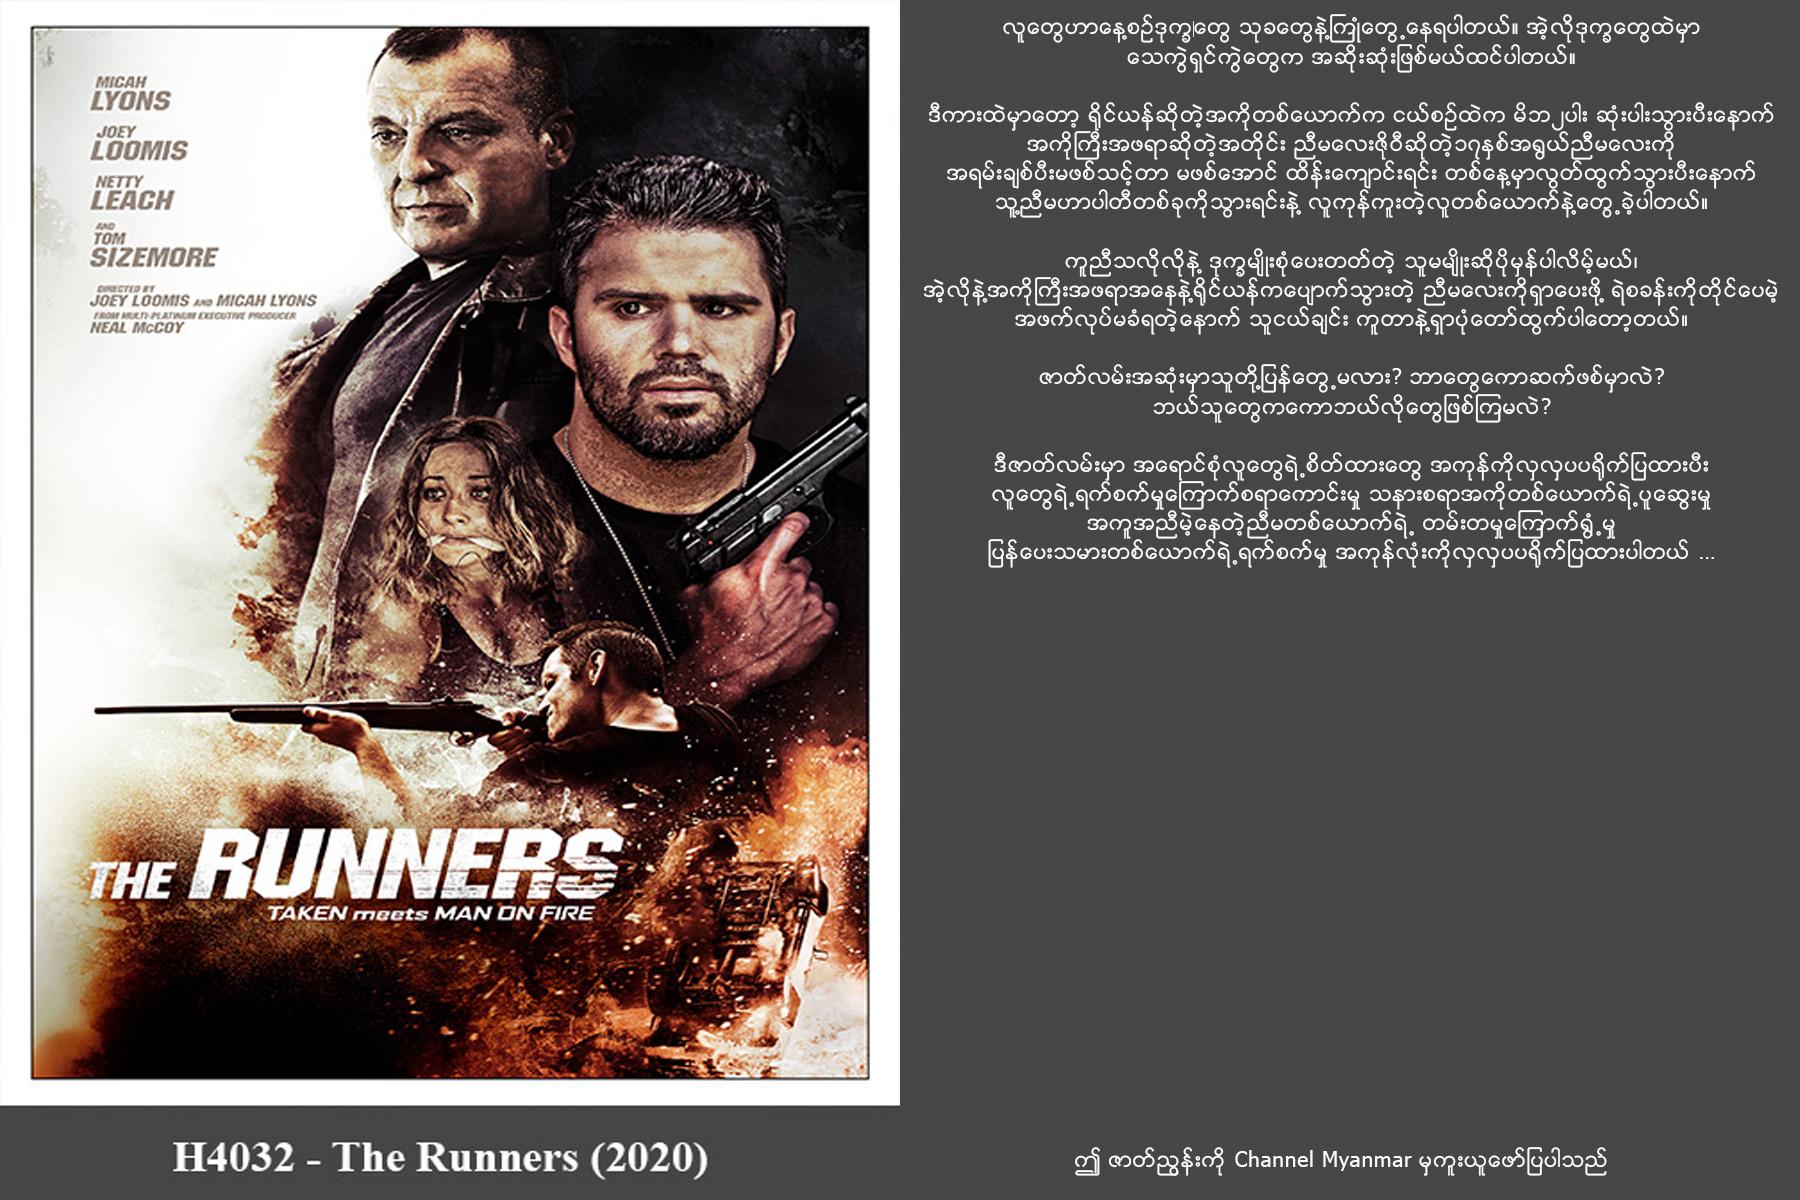 MICAH
LYONS
JOEY
LOOMIS
NETTY
LEACH
AND
TOM
SIZEMORE
DIRECTED BY
JOEY LOOMIS AND MICAH LYONS
FROM MULTI-PLATINUM EXECUTIVE PRODUCER
NEAL McCOY
THE RUNNERS
TAKEN meets MAN ON FIRE
H4032 - The Runners (2020)
လူတွေဟာနေ့စဉ်ဒုက္ခတွေ သုခတွေနဲ့ကြုံတွေ့နေရပါတယ်။ အဲ့လိုဒုက္ခတွေထဲမှာ
သေကွဲရှင်ကွဲတွေက အဆိုးဆုံးဖြစ်မယ်ထင်ပါတယ်။
ဒီကားထဲမှာတော့ ရိုင်ယန်ဆိုတဲ့အကိုတစ်ယောက်က ငယ်စဉ်ထဲက မိဘ၂ပါး ဆုံးပါးသွားပီးနောက်
အကိုကြီးအဖရာဆိုတဲ့အတိုင်း ညီမလေးဇိုဝီဆိုတဲ့၁၇နှစ်အရွယ်ညီမလေးကို
အရမ်းချစ်ပီးမဖစ်သင့်တာ မဖစ်အောင် ထိန်းကျောင်းရင်း တစ်နေ့မှာလွတ်ထွက်သွားပီးနောက်
သူ့ညီမဟာပါတီတစ်ခုကိုသွားရင်းနဲ့ လူကုန်ကူးတဲ့လူတစ်ယောက်နဲ့တွေ့ခဲ့ပါတယ်။
ကူညီသလိုလိုနဲ့ ဒုက္ခမျိုးစုံပေးတတ်တဲ့ သူမမျိုးဆိုပိုမှန်ပါလိမ့်မယ်၊
အဲ့လိုနဲ့အကိုကြီးအဖရာအနေနဲ့ရိုင်ယန်ကပျောက်သွားတဲ့ ညီမလေးကိုရှာပေးဖို့ ရဲစခန်းကိုတိုင်ပေမဲ့
အဖက်လုပ်မခံရတဲ့နောက် သူငယ်ချင်း ကူတာနဲ့ရှာပုံတော်ထွက်ပါတော့တယ်။
ဇာတ်လမ်းအဆုံးမှာသူတို့ပြန်တွေ့မလား? ဘာတွေကောဆက်ဖစ်မှာလဲ?
ဘယ်သူတွေကကောဘယ်လိုတွေဖြစ်ကြမလဲ?
ဒီဇာတ်လမ်းမှာ အရောင်စုံလူတွေရဲ့စိတ်ထားတွေ အကုန်ကိုလှလှပပရိုက်ပြထားပီး
လူတွေရဲ့ရက်စက်မှုကြောက်စရာကောင်းမှု သနားစရာအကိုတစ်ယောက်ရဲ့ပူဆွေးမှု
အကူအညီမဲ့နေတဲ့ညီမတစ်ယောက်ရဲ့ တမ်းတမှုကြောက်ရွံ့မှု
ပြန်ပေးသမားတစ်ယောက်ရဲ့ရက်စက်မှု အကုန်လုံးကိုလှလှပပရိုက်ပြထားပါတယ် ...
ဤ ဇာတ်ညွှန်းကို Channel Myanmar မှကူးယူဖော်ပြပါသည်